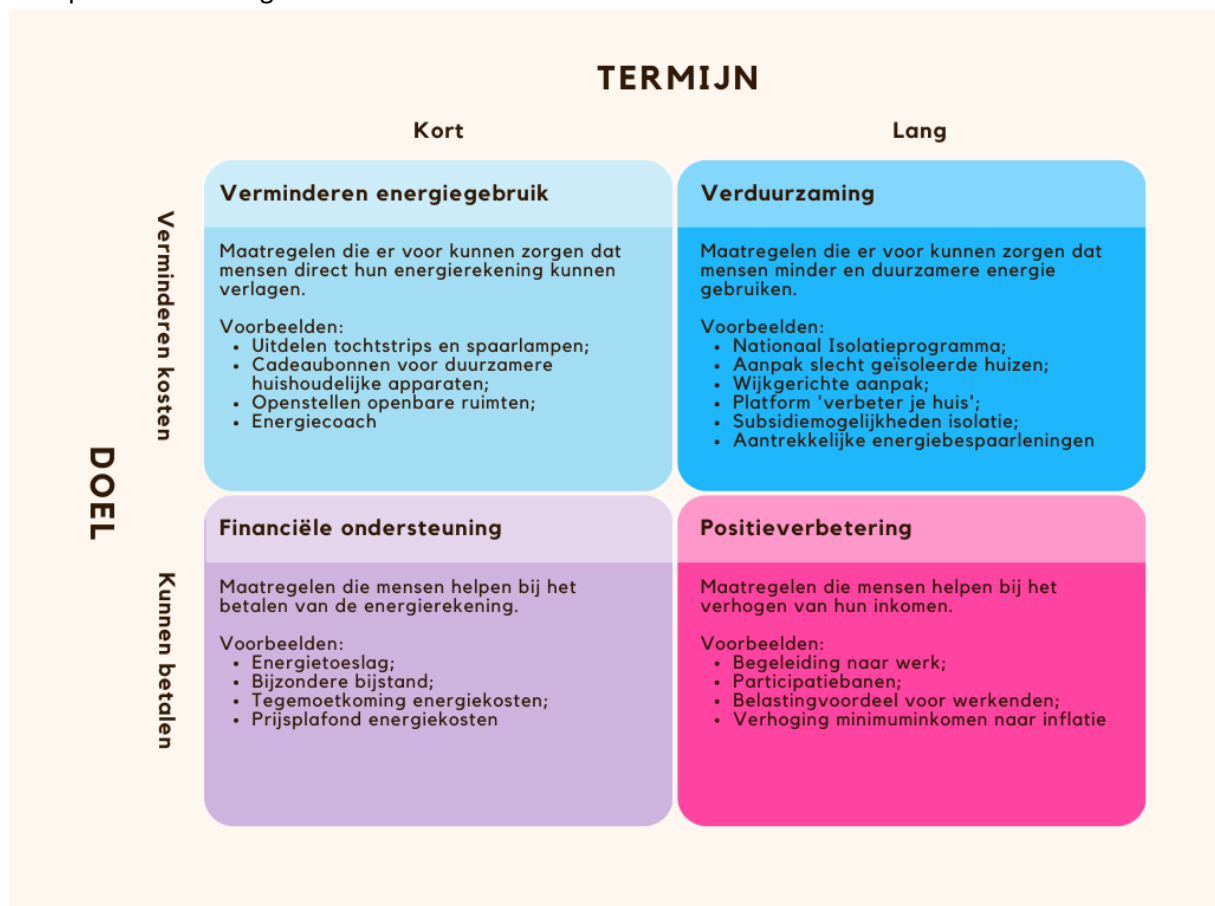 TERMIJN
Kort
Lang
DOEL
Verminderen kosten
Verminderen energiegebruik
Maatregelen die er voor kunnen zorgen dat
mensen direct hun energierekening kunnen
verlagen.
Voorbeelden:
• Uitdelen tochtstrips en spaarlampen;
• Cadeaubonnen voor duurzamere
huishoudelijke apparaten;
• Openstellen openbare ruimten;
• Energiecoach
Verduurzaming
Maatregelen die er voor kunnen zorgen dat
mensen minder en duurzamere energie
gebruiken.
Voorbeelden:
• Nationaal Isolatieprogramma;
• Aanpak slecht geïsoleerde huizen;
• Wijkgerichte aanpak;
• Platform 'verbeter je huis';
• Subsidiemogelijkheden isolatie;
• Aantrekkelijke energiebespaarleningen
Kunnen betalen
Financiële ondersteuning
Maatregelen die mensen helpen bij het
betalen van de energierekening.
Voorbeelden:
• Energietoeslag;
• Bijzondere bijstand;
• Tegemoetkoming energiekosten;
• Prijsplafond energiekosten
Positieverbetering
Maatregelen die mensen helpen bij het
verhogen van hun inkomen.
Voorbeelden:
• Begeleiding naar werk;
• Participatiebanen;
• Belastingvoordeel voor werkenden;
• Verhoging minimuminkomen naar inflatie